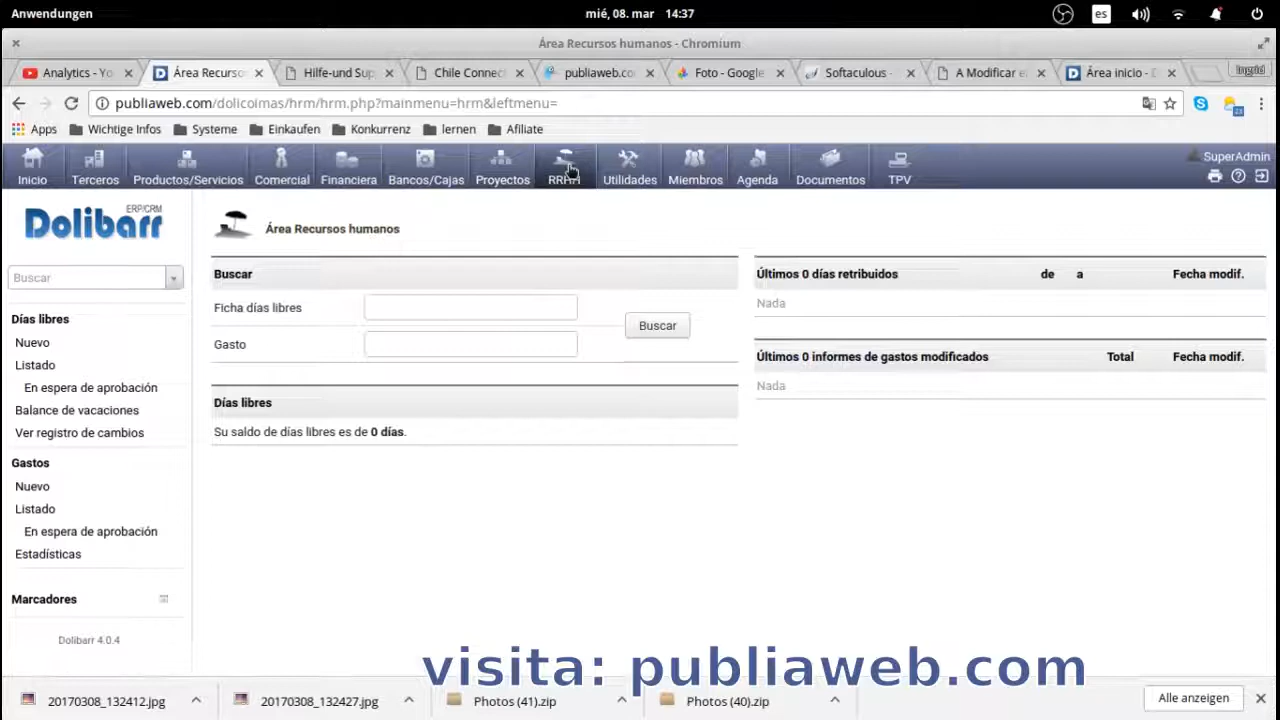 Anwendungen
mié, 08. mar 14:37
es
Área Recursos humanos - Chromium
Analytics - Yo
Área Recurso
Hilfe-und Sup
Chile Connec
publiaweb.co
Foto - Google
Softaculous -
A Modificar e
Área inicio - D
Ingrid
publiaweb.com/dolicoimas/hrm/hrm.php?mainmenu=hrm&leftmenu=
23
Apps
Wichtige Infos
Systeme
Einkaufen
Konkurrenz
lernen
Afiliate
Inicio
Terceros
Productos/Servicios
Comercial
Financiera
Bancos/Cajas
Proyectos
RRHH
Utilidades
Miembros
Agenda
Documentos
TPV
SuperAdmin
Dolibarr ERP/CRM
Buscar
Días libres
Nuevo
Listado
En espera de aprobación
Balance de vacaciones
Ver registro de cambios
Gastos
Nuevo
Listado
En espera de aprobación
Estadísticas
Marcadores
Dolibarr 4.0.4
Área Recursos humanos
Buscar
Ficha días libres
Gasto
Buscar
Días libres
Su saldo de días libres es de 0 días.
Últimos 0 días retribuidos de a Fecha modif.
Nada
Últimos 0 informes de gastos modificados Total Fecha modif.
Nada
visita: publiaweb.com
20170308_132412.jpg
20170308_132427.jpg
Photos (41).zip
Photos (40).zip
Alle anzeigen